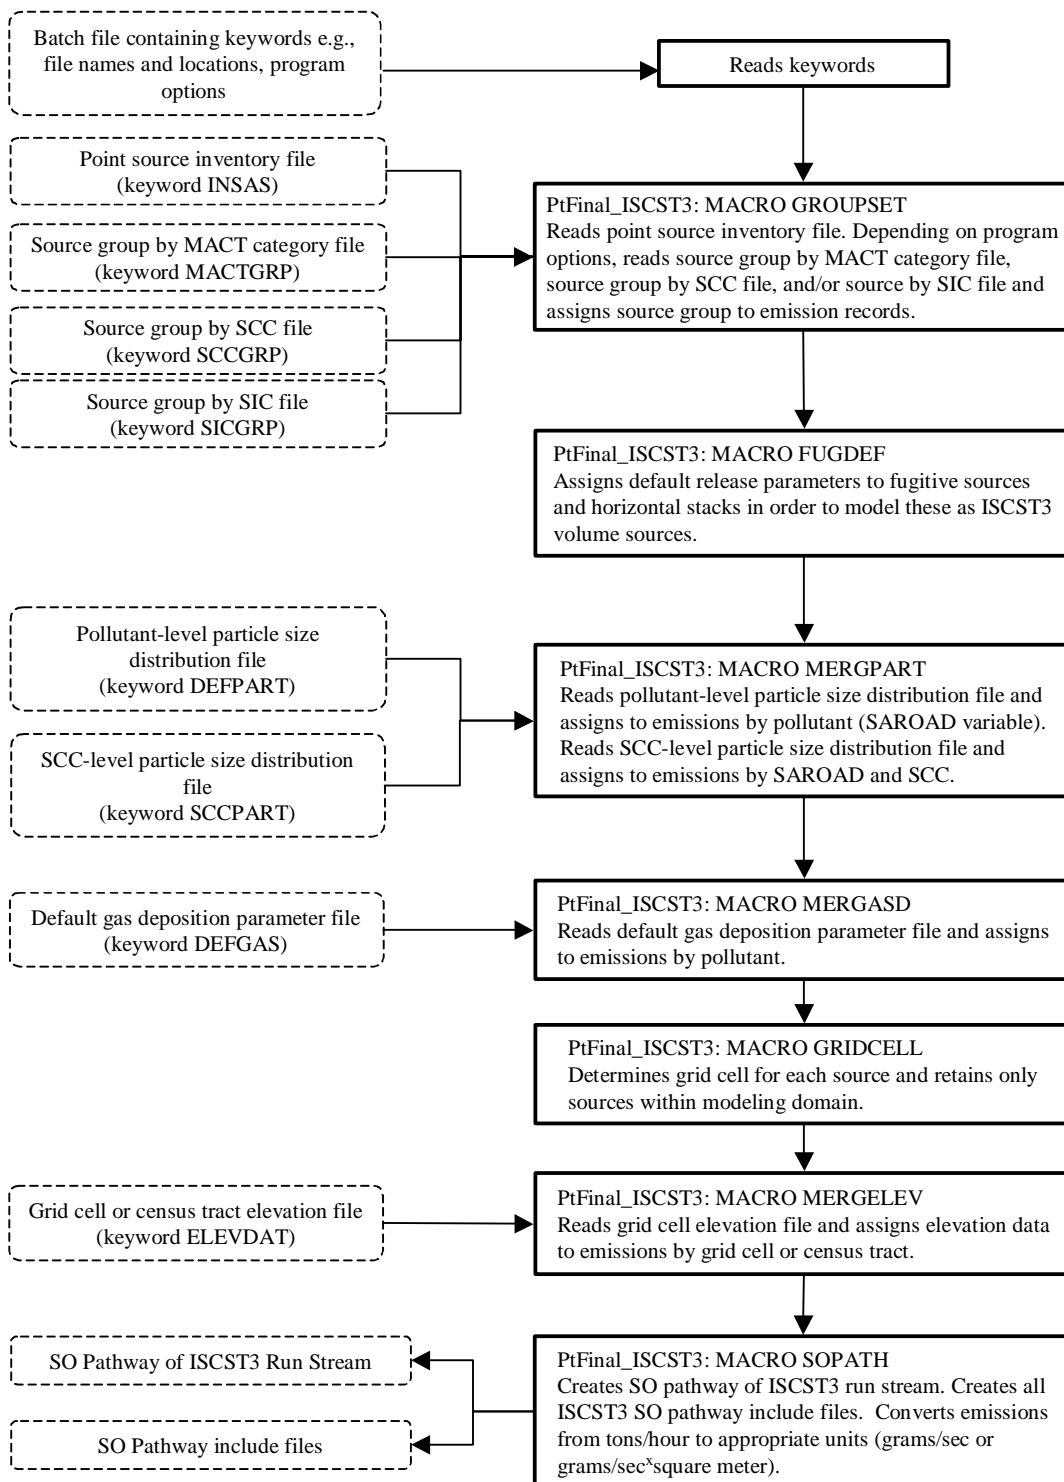 Batch file containing keywords e.g.,
file names and locations, program
options
Reads keywords
Point source inventory file
(keyword INSAS)
Source group by MACT category file
(keyword MACTGRP)
Source group by SCC file
(keyword SCCGRP)
Source group by SIC file
(keyword SICGRP)
PtFinal_ISCST3: MACRO GROUPSET
Reads point source inventory file. Depending on program
options, reads source group by MACT category file,
source group by SCC file, and/or source by SIC file and
assigns source group to emission records.
PtFinal_ISCST3: MACRO FUGDEF
Assigns default release parameters to fugitive sources
and horizontal stacks in order to model these as ISCST3
volume sources.
Pollutant-level particle size
distribution file
(keyword DEFPART)
SCC-level particle size distribution
file
(keyword SCCPART)
PtFinal_ISCST3: MACRO MERGPART
Reads pollutant-level particle size distribution file and
assigns to emissions by pollutant (SAROAD variable).
Reads SCC-level particle size distribution file and
assigns to emissions by SAROAD and SCC.
Default gas deposition parameter file
(keyword DEFGAS)
PtFinal_ISCST3: MACRO MERGASD
Reads default gas deposition parameter file and assigns
to emissions by pollutant.
PtFinal_ISCST3: MACRO GRIDCELL
Determines grid cell for each source and retains only
sources within modeling domain.
Grid cell or census tract elevation file
(keyword ELEVDAT)
PtFinal_ISCST3: MACRO MERGELEV
Reads grid cell elevation file and assigns elevation data
to emissions by grid cell or census tract.
SO Pathway of ISCST3 Run Stream
SO Pathway include files
PtFinal_ISCST3: MACRO SOPATH
Creates SO pathway of ISCST3 run stream. Creates all
ISCST3 SO pathway include files.  Converts emissions
from tons/hour to appropriate units (grams/sec or
grams/secˣsquare meter).